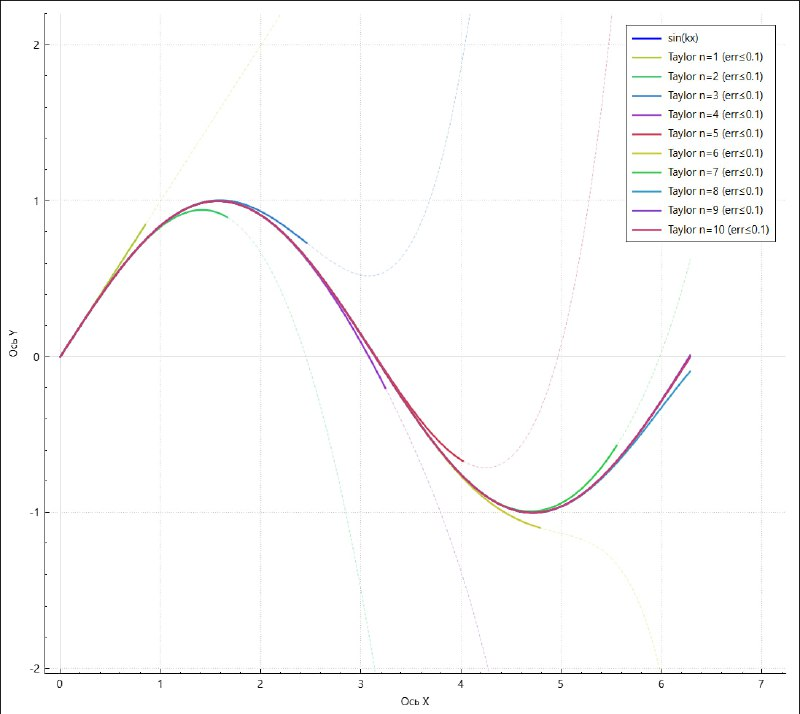 sin(kx)
Taylor n=1 (err≤0.1)
Taylor n=2 (err≤0.1)
Taylor n=3 (err≤0.1)
Taylor n=4 (err≤0.1)
Taylor n=5 (err≤0.1)
Taylor n=6 (err≤0.1)
Taylor n=7 (err≤0.1)
Taylor n=8 (err≤0.1)
Taylor n=9 (err≤0.1)
Taylor n=10 (err≤0.1)
2
1
0
-1
-2
Ось Y
0 1 2 3 4 5 6 7
Ось X